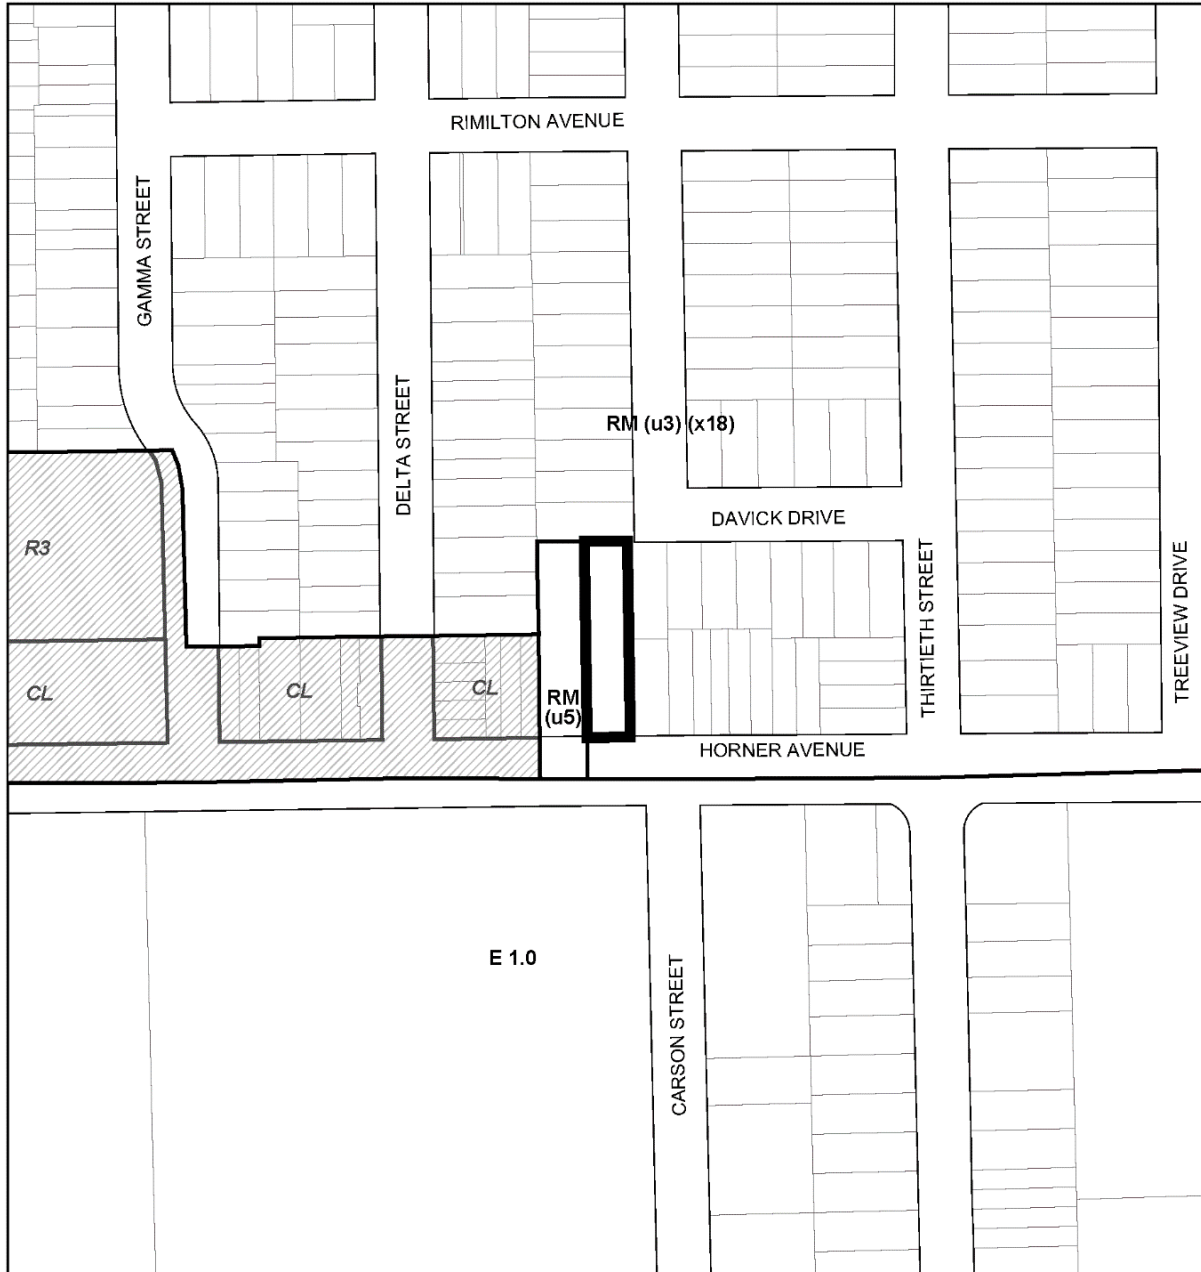 RIMILTON AVENUE
GAMMA STREET
DELTA STREET
RM (u3) (x18)
DAVICK DRIVE
R3
THIRTIETH STREET
TREEVIEW DRIVE
CL
CL
CL
RM
(u5)
HORNER AVENUE
E 1.0
CARSON STREET